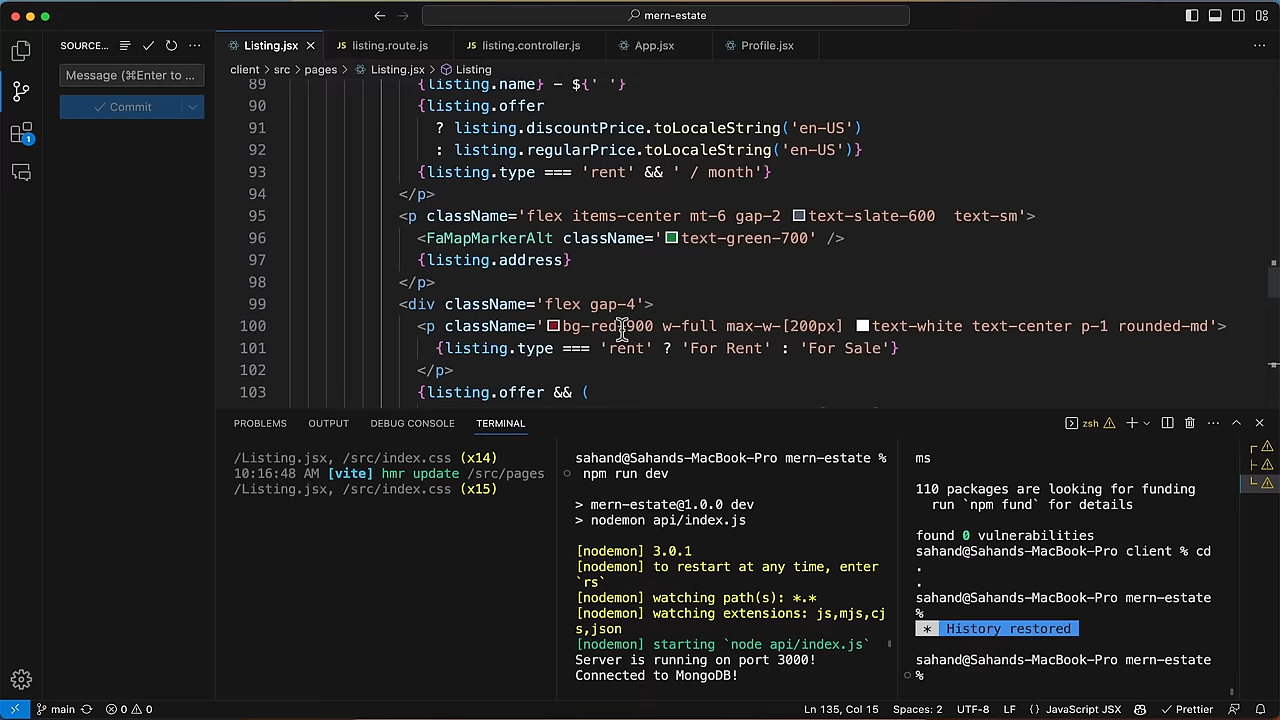 mern-estate
SOURCE...
Listing.jsx
JS listing.route.js
JS listing.controller.js
App.jsx
Profile.jsx
client > src > pages > Listing.jsx > Listing
Message (⌘Enter to ...
Commit
89 {listing.name} - ${' '}
90 {listing.offer
91 ? listing.discountPrice.toLocaleString('en-US')
92 : listing.regularPrice.toLocaleString('en-US')}
93 {listing.type === 'rent' && ' / month'}
94 </p>
95 <p className='flex items-center mt-6 gap-2 text-slate-600  text-sm'>
96 <FaMapMarkerAlt className='text-green-700' />
97 {listing.address}
98 </p>
99 <div className='flex gap-4'>
100 <p className='bg-red-900 w-full max-w-[200px] text-white text-center p-1 rounded-md'>
101 {listing.type === 'rent' ? 'For Rent' : 'For Sale'}
102 </p>
103 {listing.offer && (
1
PROBLEMS
OUTPUT
DEBUG CONSOLE
TERMINAL
zsh
/Listing.jsx, /src/index.css (x14)
10:16:48 AM [vite] hmr update /src/pages
/Listing.jsx, /src/index.css (x15)
sahand@Sahands-MacBook-Pro mern-estate %
npm run dev
> mern-estate@1.0.0 dev
> nodemon api/index.js
[nodemon] 3.0.1
[nodemon] to restart at any time, enter
`rs`
[nodemon] watching path(s): *.*
[nodemon] watching extensions: js,mjs,cj
s,json
[nodemon] starting `node api/index.js`
Server is running on port 3000!
Connected to MongoDB!
ms
110 packages are looking for funding
run `npm fund` for details
found 0 vulnerabilities
sahand@Sahands-MacBook-Pro client % cd
.
.
sahand@Sahands-MacBook-Pro mern-estate
%
* History restored
sahand@Sahands-MacBook-Pro mern-estate
%
main
0 0
Ln 135, Col 15
Spaces: 2
UTF-8
LF
{} JavaScript JSX
Prettier